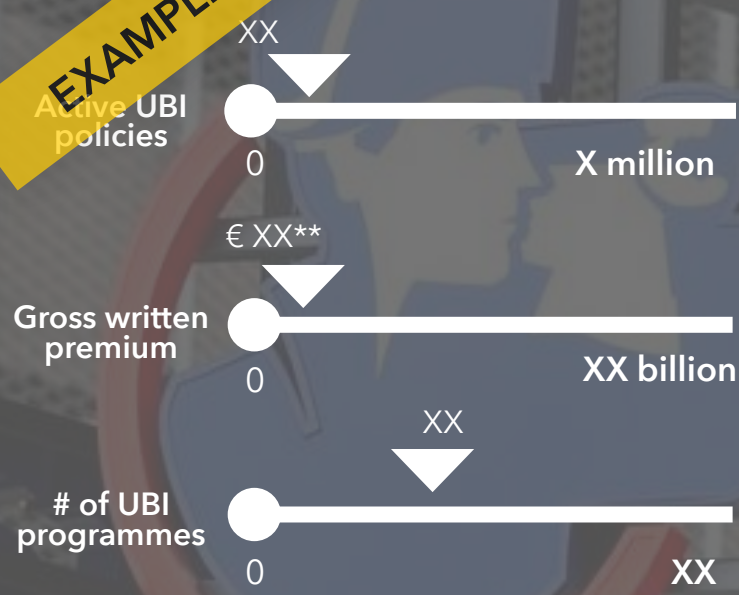 EXAMPLE
XX
Active UBI
policies
0
X million
€ XX**
Gross written
premium
0
XX billion
XX
# of UBI
programmes
0
XX